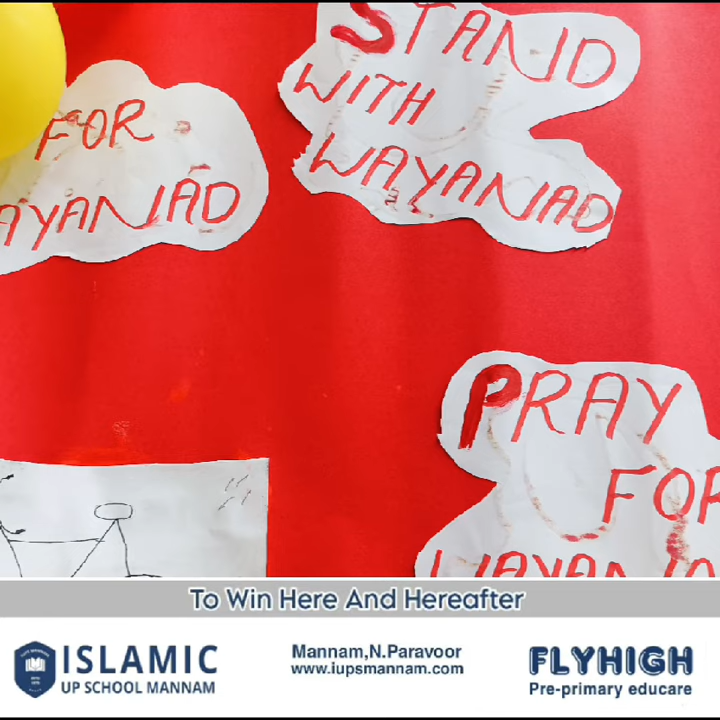 FOR
AYANAD
STAND
WITH
WAYANAD
PRAY
FOR
WAYANA
To Win Here And Hereafter
ISLAMIC
UP SCHOOL MANNAM
Mannam,N.Paravoor
www.iupsmannam.com
FLYHIGH
Pre-primary educare